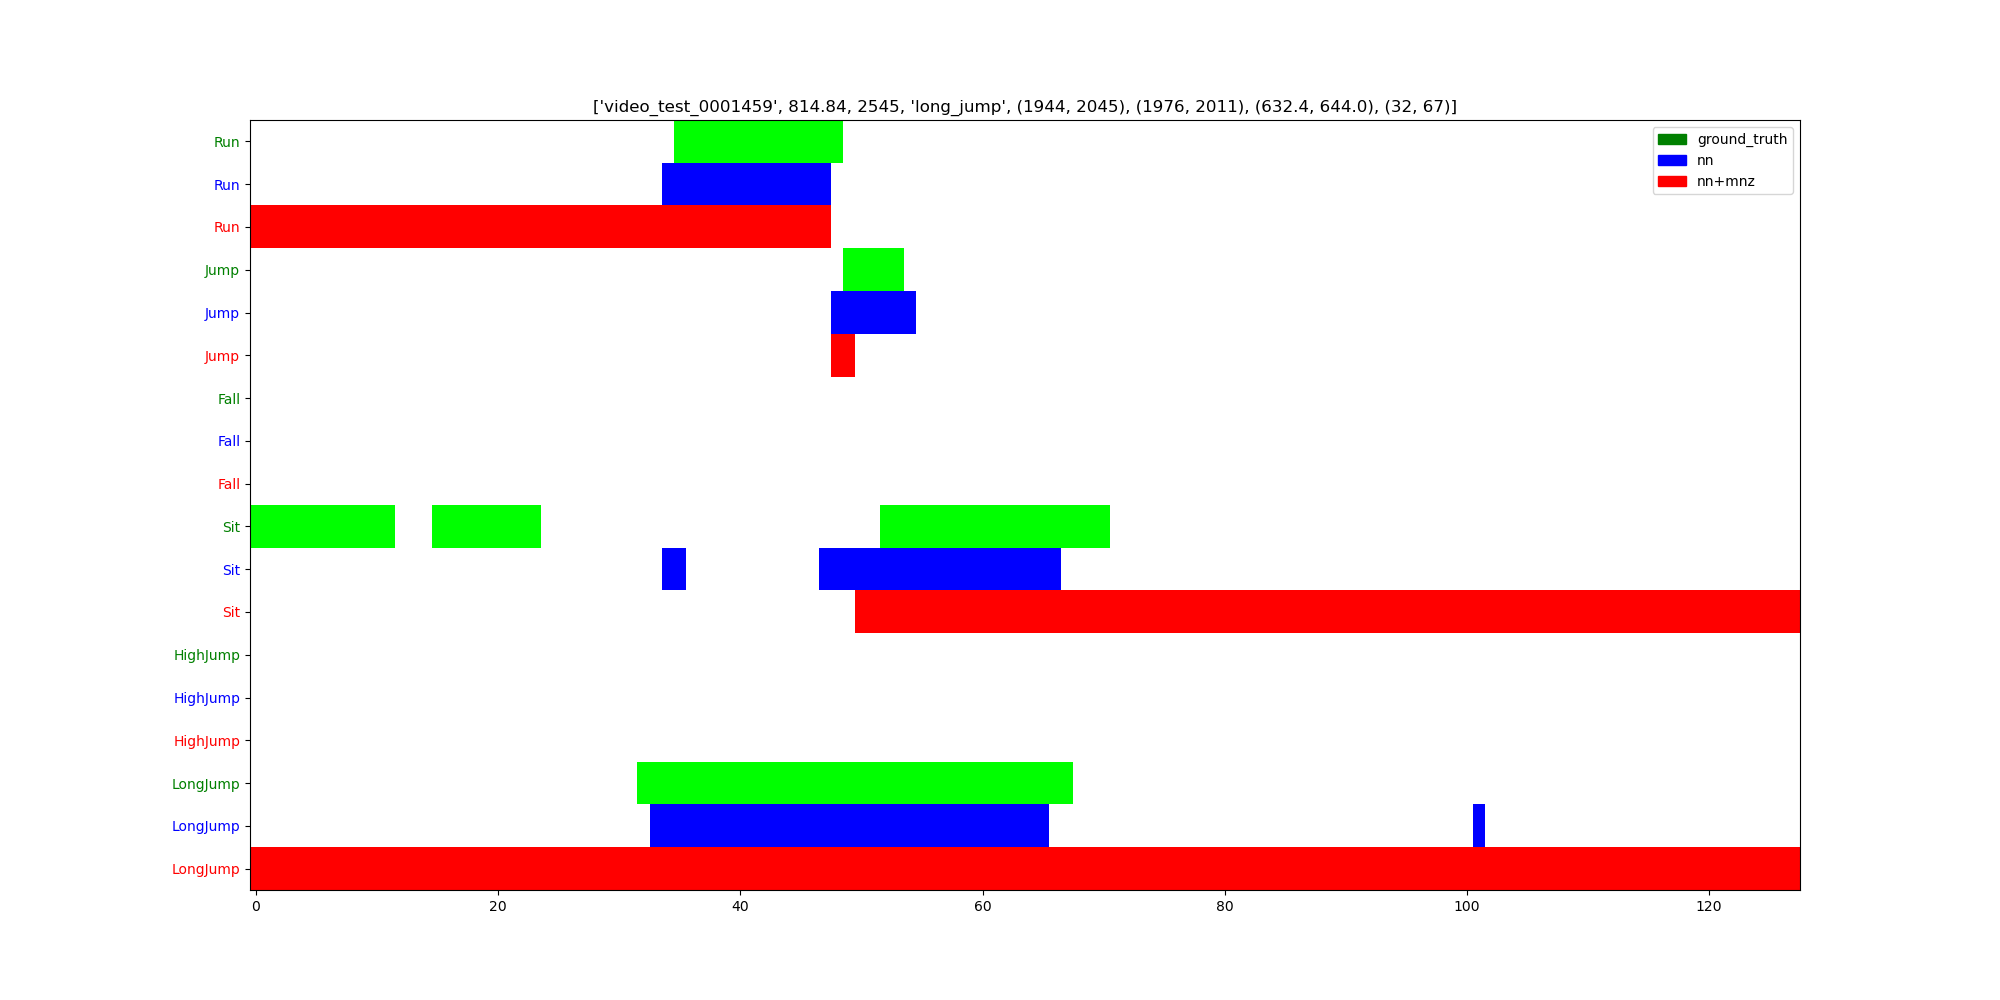 ['video_test_0001459', 814.84, 2545, 'long_jump', (1944, 2045), (1976, 2011), (632.4, 644.0), (32, 67)]
ground_truth
nn
nn+mnz
Run
Run
Run
Jump
Jump
Jump
Fall
Fall
Fall
Sit
Sit
Sit
HighJump
HighJump
HighJump
LongJump
LongJump
LongJump
0 20 40 60 80 100 120